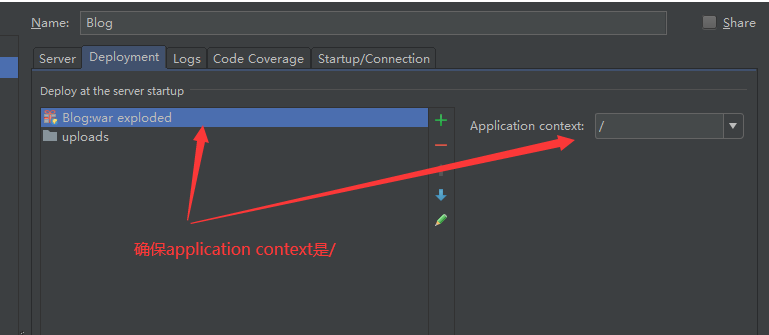 Name: Blog Share
Server Deployment Logs Code Coverage Startup/Connection
Deploy at the server startup
Blog:war exploded
uploads
Application context: /
确保application context是/